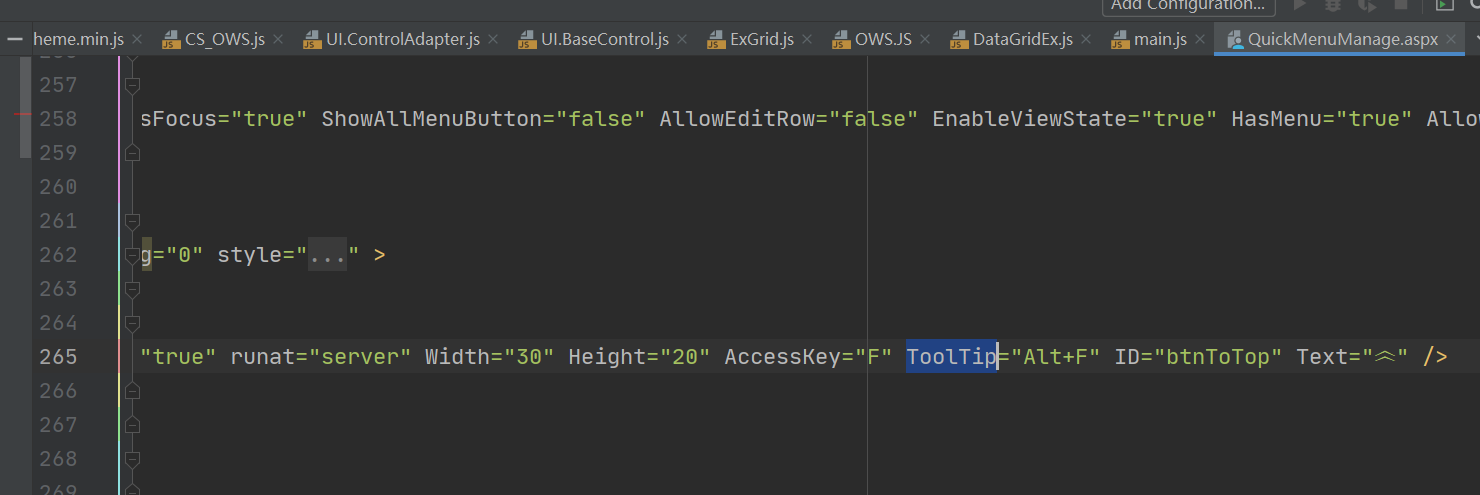 Add Configuration...
heme.min.js CS_OWS.js UI.ControlAdapter.js UI.BaseControl.js ExGrid.js OWS.JS DataGridEx.js main.js QuickMenuManage.aspx
257
258 sFocus="true" ShowAllMenuButton="false" AllowEditRow="false" EnableViewState="true" HasMenu="true" Allow
259
260
261
262 g="0" style="..." >
263
264
265 "true" runat="server" Width="30" Height="20" AccessKey="F" ToolTip="Alt+F" ID="btnToTop" Text="︽" />
266
267
268
269